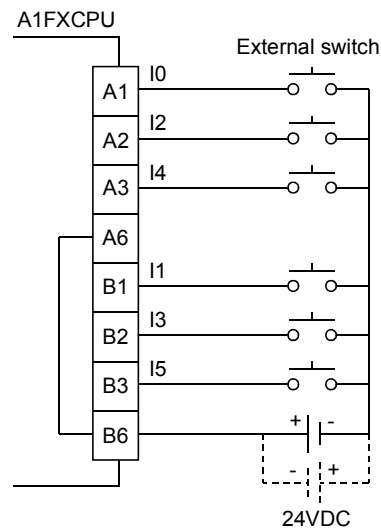 A1FXCPU
External switch
A1 I0
A2 I2
A3 I4
A6
B1 I1
B2 I3
B3 I5
B6 + -
- +
24VDC